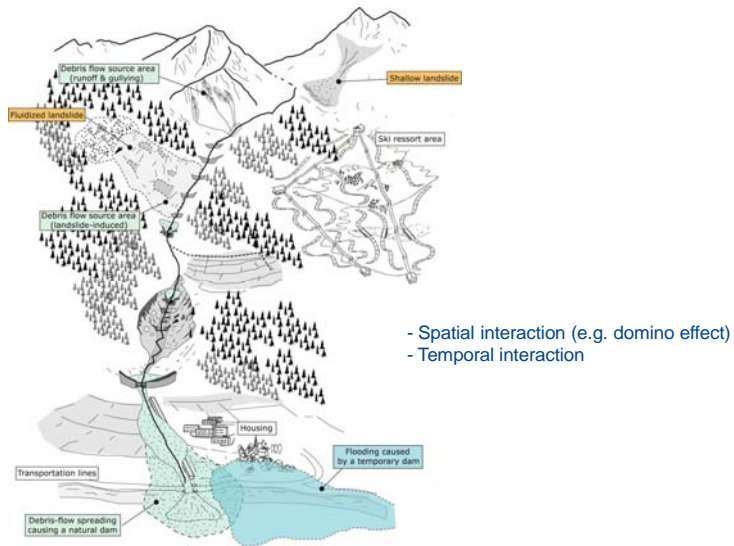 Debris flow source area
(runoff & gullying)
Shallow landslide
Fluidized landslide
Ski ressort area
Debris flow source area
(landslide-induced)
- Spatial interaction (e.g. domino effect)
- Temporal interaction
Housing
Flooding caused
by a temporary dam
Transportation lines
Debris-flow spreading
causing a natural dam